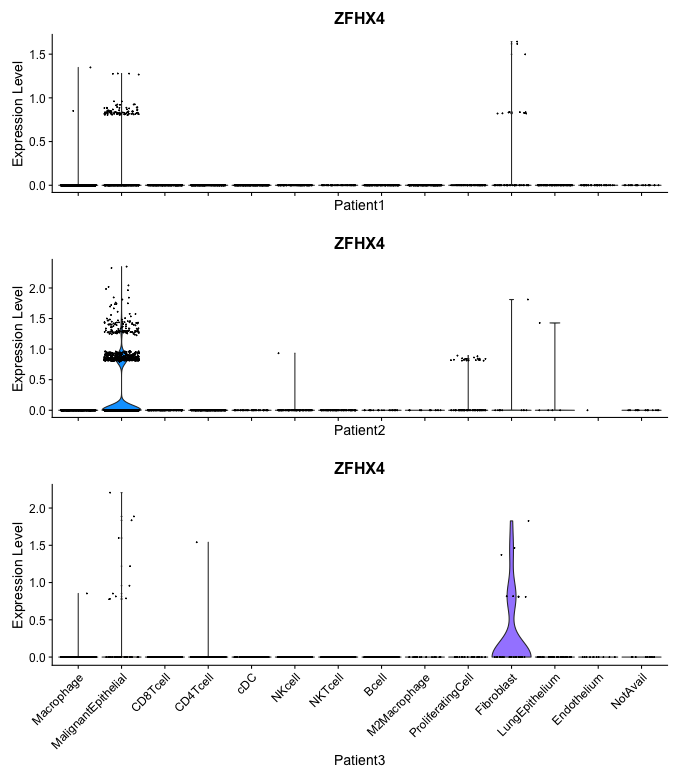 ZFHX4
Expression Level
1.5
1.0
0.5
0.0
Patient1
ZFHX4
Expression Level
2.0
1.5
1.0
0.5
0.0
Patient2
ZFHX4
Expression Level
2.0
1.5
1.0
0.5
0.0
Macrophage
MalignantEpithelial
CD8Tcell
CD4Tcell
cDC
NKcell
NKTcell
Bcell
M2Macrophage
ProliferatingCell
Fibroblast
LungEpithelium
Endothelium
NotAvail
Patient3